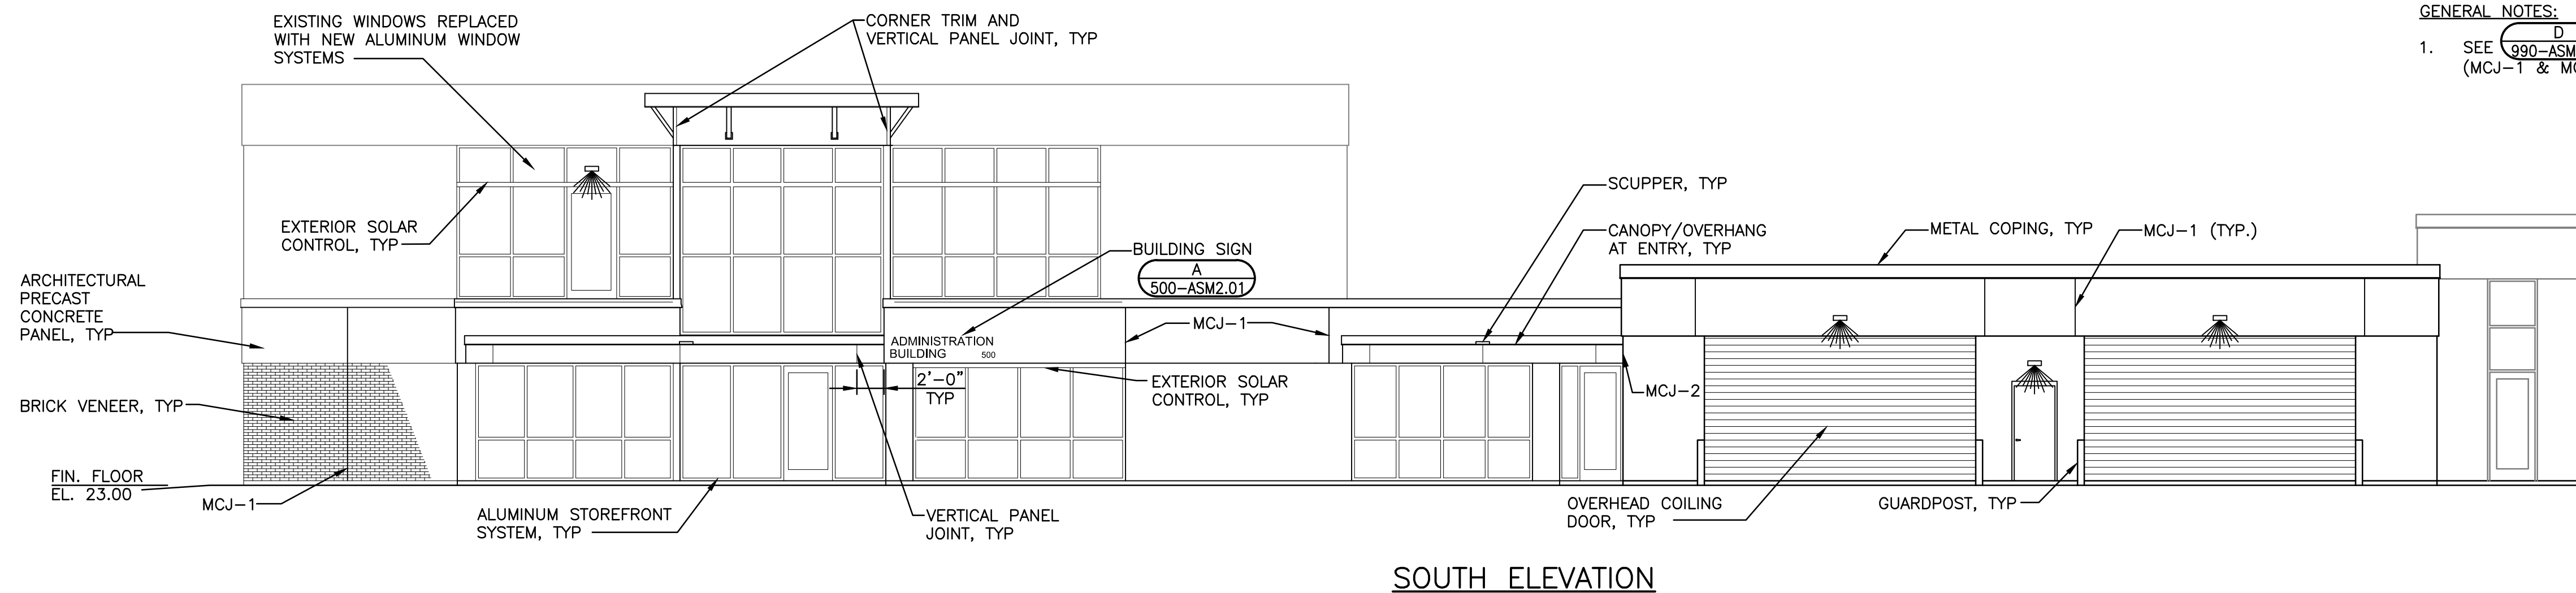 EXISTING WINDOWS REPLACED
WITH NEW ALUMINUM WINDOW
SYSTEMS
CORNER TRIM AND
VERTICAL PANEL JOINT, TYP
GENERAL NOTES:
1. SEE
D
990-ASM
(MCJ-1 &
EXTERIOR SOLAR
CONTROL, TYP
SCUPPER, TYP
CANOPY/OVERHANG
AT ENTRY, TYP
METAL COPING, TYP
MCJ-1 (TYP.)
BUILDING SIGN
A
500-ASM2.01
ARCHITECTURAL
PRECAST
CONCRETE
PANEL, TYP
MCJ-1
ADMINISTRATION
BUILDING 500
2'-0"
TYP
EXTERIOR SOLAR
CONTROL, TYP
MCJ-2
BRICK VENEER, TYP
FIN. FLOOR
EL. 23.00
MCJ-1
ALUMINUM STOREFRONT
SYSTEM, TYP
VERTICAL PANEL
JOINT, TYP
OVERHEAD COILING
DOOR, TYP
GUARDPOST, TYP
SOUTH ELEVATION